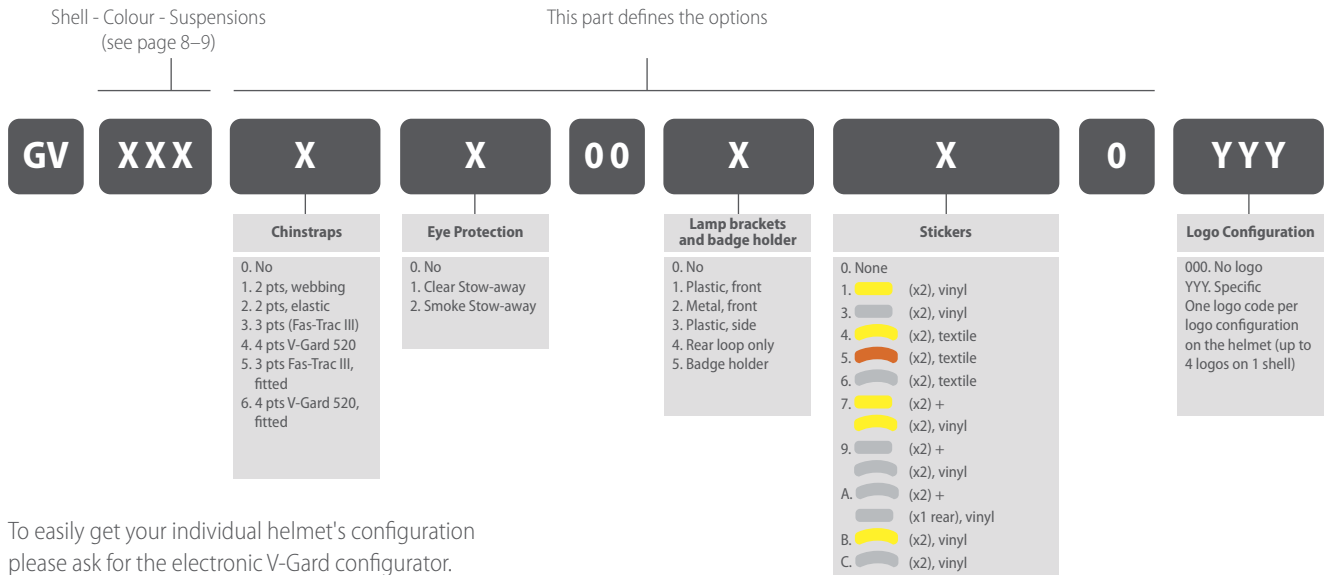 Shell - Colour - Suspensions
(see page 8–9)
This part defines the options
GV XXX X X 00 X X 0 YYY
Chinstraps
0. No
1. 2 pts, webbing
2. 2 pts, elastic
3. 3 pts (Fas-Trac III)
4. 4 pts V-Gard 520
5. 3 pts Fas-Trac III,
fitted
6. 4 pts V-Gard 520,
fitted
Eye Protection
0. No
1. Clear Stow-away
2. Smoke Stow-away
Lamp brackets
and badge holder
0. No
1. Plastic, front
2. Metal, front
3. Plastic, side
4. Rear loop only
5. Badge holder
Stickers
0. None
1. (x2), vinyl
3. (x2), vinyl
4. (x2), textile
5. (x2), textile
6. (x2), textile
7. (x2) +
(x2), vinyl
9. (x2) +
(x2), vinyl
A. (x2) +
(x1 rear), vinyl
B. (x2), vinyl
C. (x2), vinyl
Logo Configuration
000. No logo
YYY. Specific
One logo code per
logo configuration
on the helmet (up to
4 logos on 1 shell)
To easily get your individual helmet's configuration
please ask for the electronic V-Gard configurator.